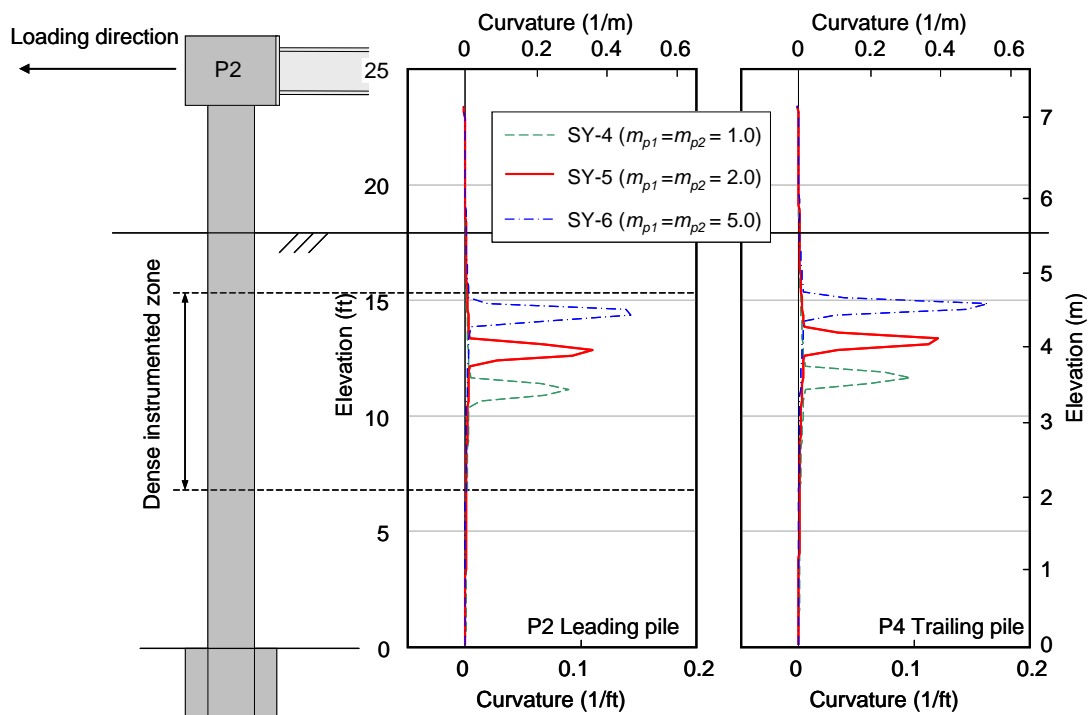 Curvature (1/m)
Curvature (1/m)
0 0.2 0.4 0.6
0 0.2 0.4 0.6
Loading direction
P2
25
20
15
10
5
0
Elevation (ft)
Dense instrumented zone
SY-4 (mp1=mp2= 1.0)
SY-5 (mp1=mp2= 2.0)
SY-6 (mp1=mp2= 5.0)
7
6
5
4
3
2
1
0
Elevation (m)
P2 Leading pile
P4 Trailing pile
0 0.1 0.2
0 0.1 0.2
Curvature (1/ft)
Curvature (1/ft)